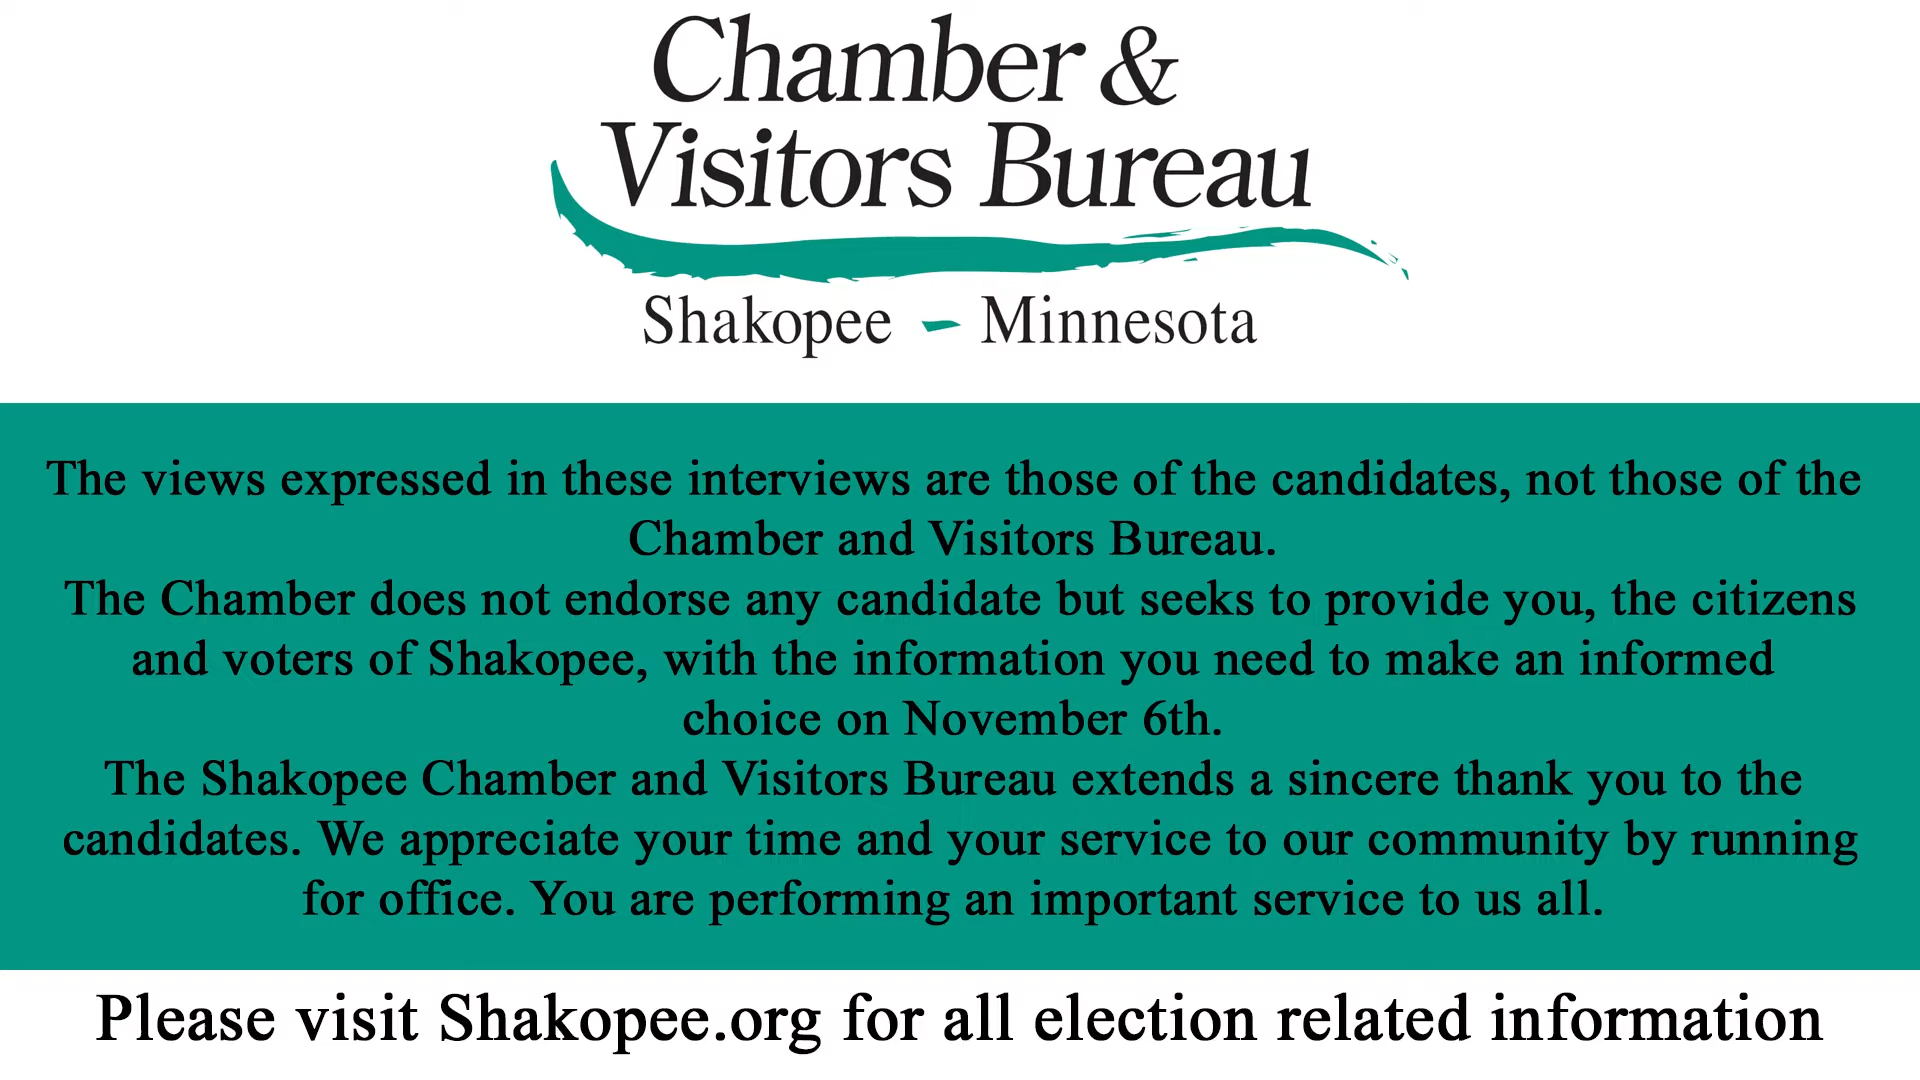 Chamber &
Visitors Bureau
Shakopee - Minnesota
The views expressed in these interviews are those of the candidates, not those of the
Chamber and Visitors Bureau.
The Chamber does not endorse any candidate but seeks to provide you, the citizens
and voters of Shakopee, with the information you need to make an informed
choice on November 6th.
The Shakopee Chamber and Visitors Bureau extends a sincere thank you to the
candidates. We appreciate your time and your service to our community by running
for office. You are performing an important service to us all.
Please visit Shakopee.org for all election related information